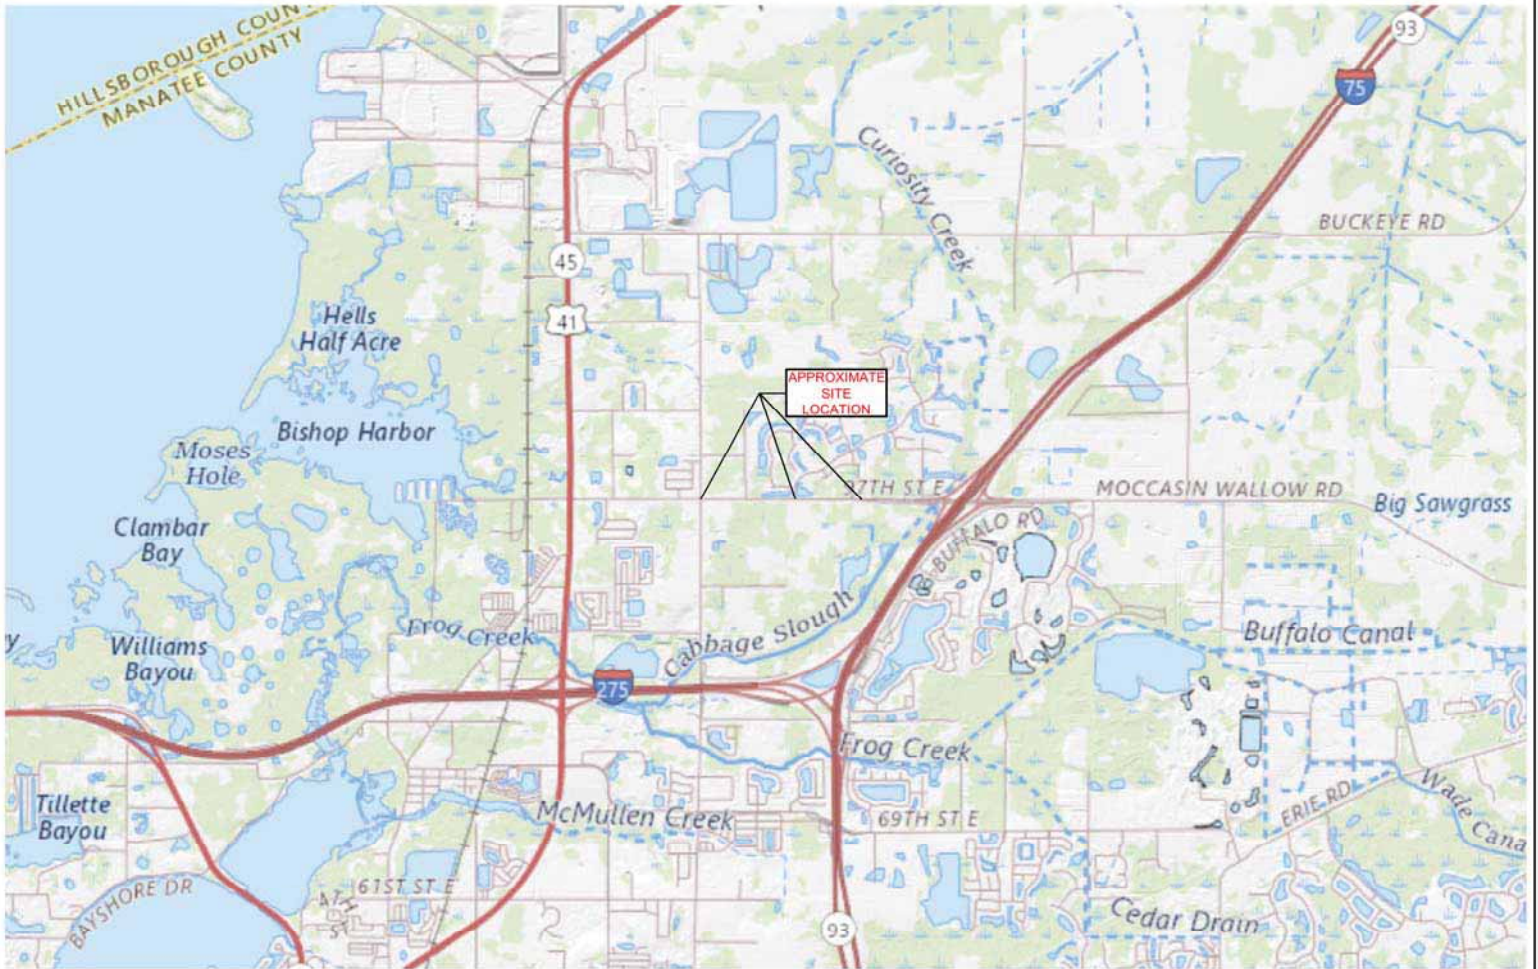 HILLSBOROUGH COUN
MANATEE COUNTY
93
75
Curiosity Creek
BUCKEYE RD
45
41
Hells
Half Acre
APPROXIMATE
SITE
LOCATION
Bishop Harbor
Moses
Hole
97TH ST E
MOCCASIN WALLOW RD
Big Sawgrass
Clambar
Bay
BUFFALO RD
Frog Creek
Cabbage Slough
Williams
Bayou
Buffalo Canal
y
275
Frog Creek
Tillette
Bayou
McMullen Creek
69TH ST E
ERIE RD
Wade Cana
BAYSHORE DR
47TH
ST
61ST ST E
Cedar Drain
93